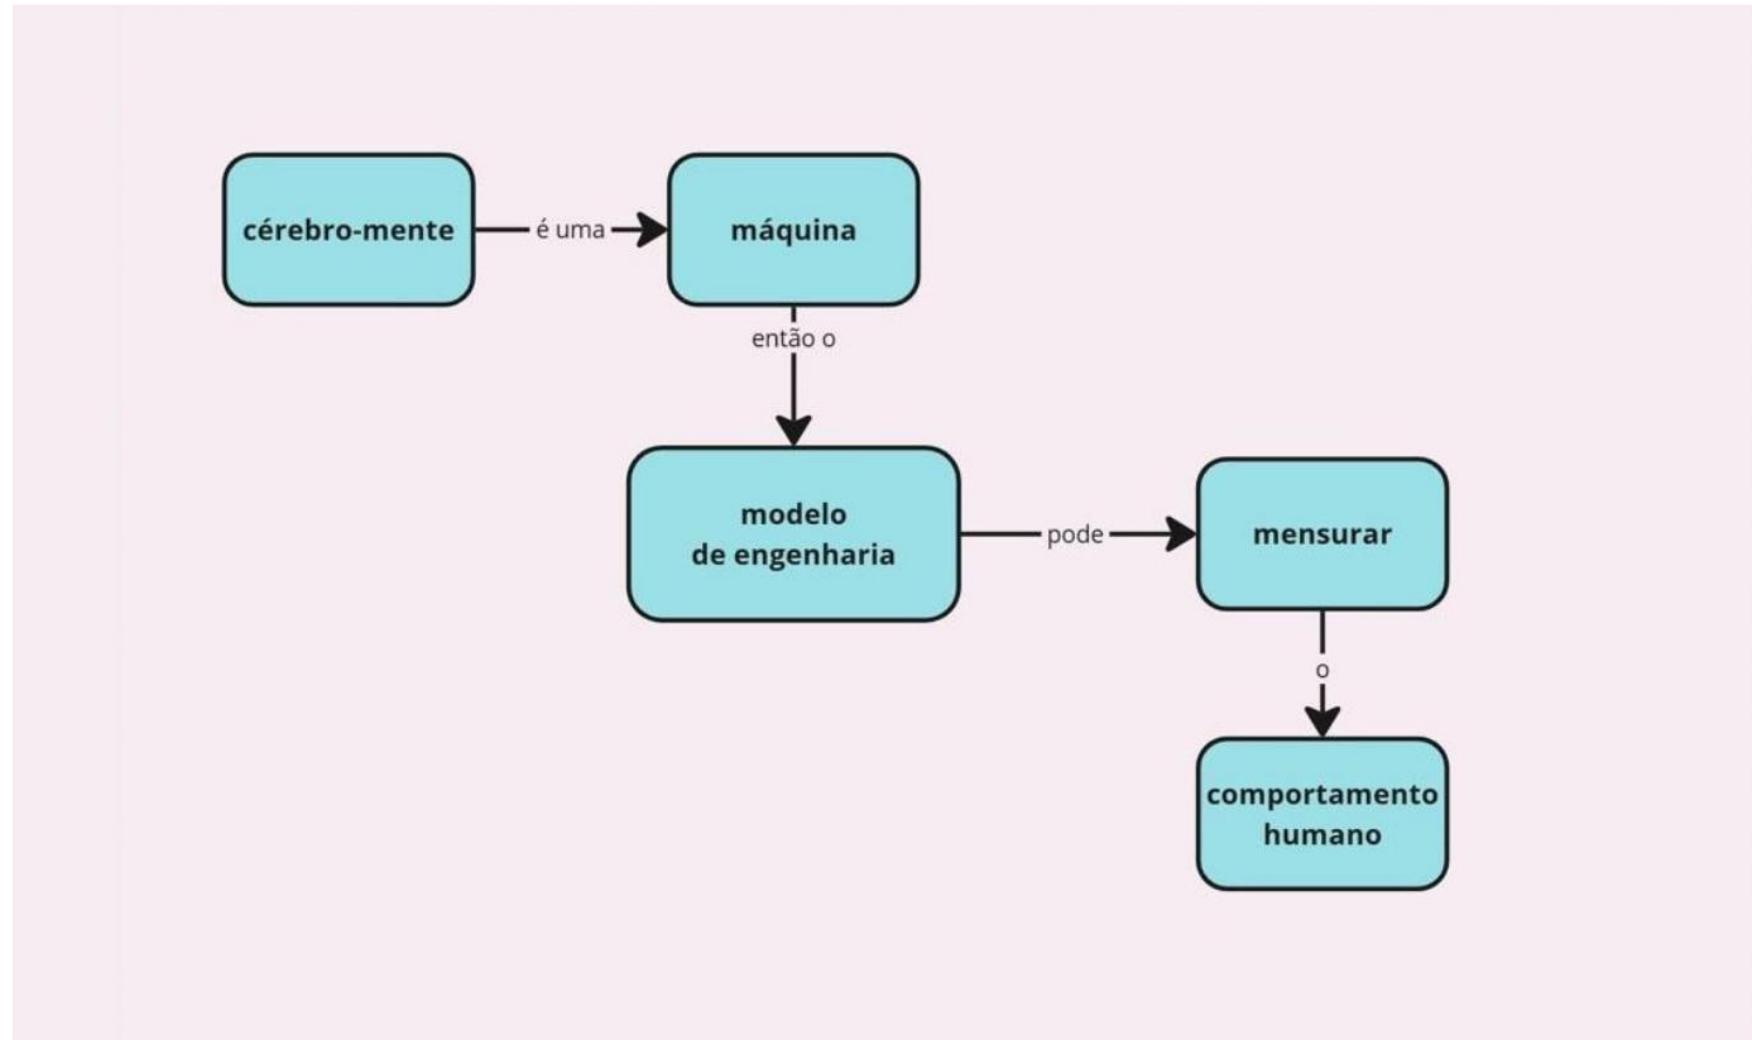 cérebro-mente
é uma
máquina
então o
modelo
de engenharia
pode
mensurar
o
comportamento
humano